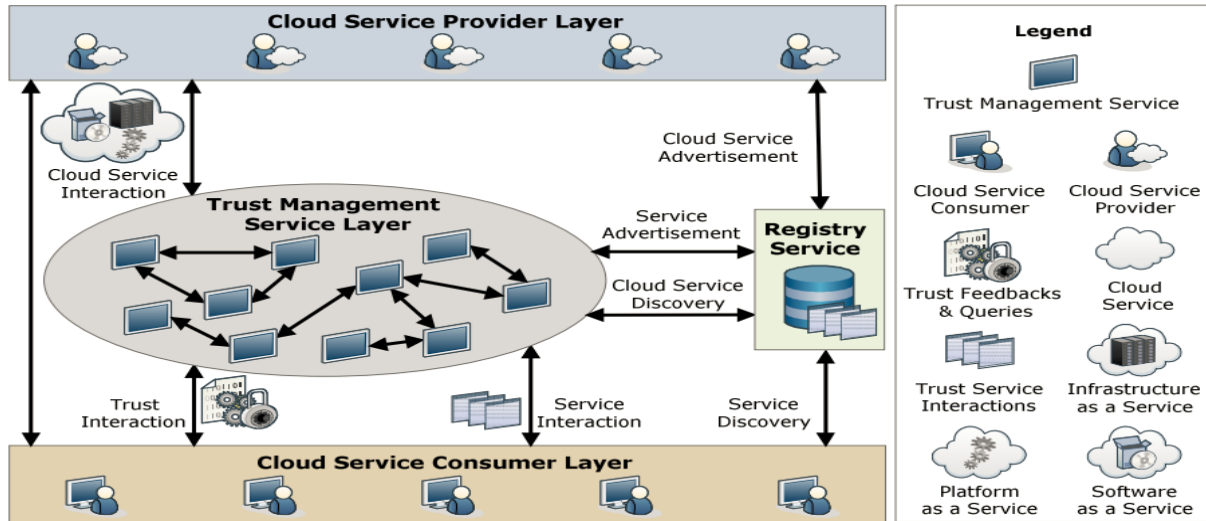 Cloud Service Provider Layer
Cloud Service
Interaction
Cloud Service
Advertisement
Trust Management
Service Layer
Service
Advertisement
Cloud Service
Discovery
Registry
Service
Trust
Interaction
Service
Interaction
Service
Discovery
Cloud Service Consumer Layer
Legend
Trust Management Service
Cloud Service
Consumer
Cloud Service
Provider
Trust Feedbacks
& Queries
Cloud
Service
Trust Service
Interactions
Infrastructure
as a Service
Platform
as a Service
Software
as a Service